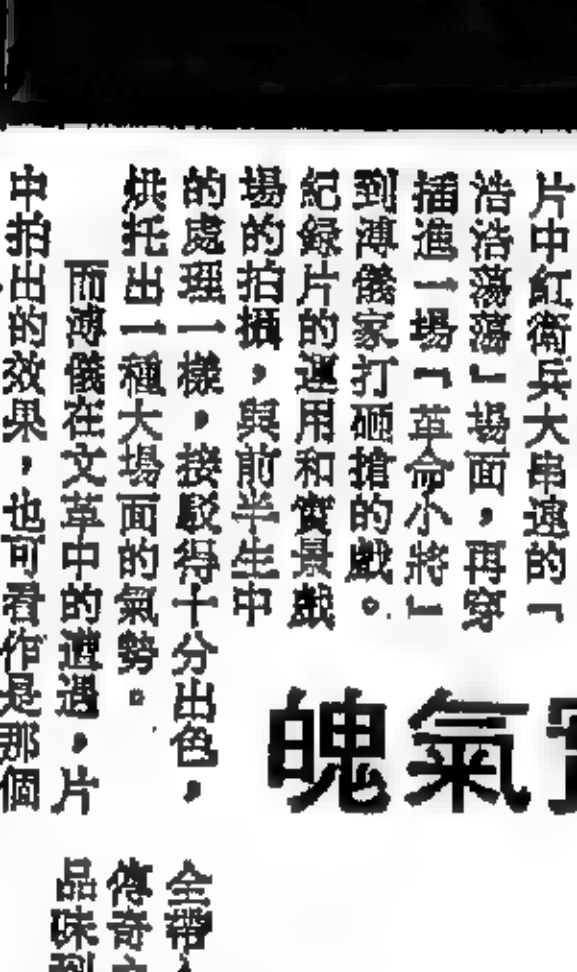 片中紅衛兵大串連的「
浩浩蕩蕩」場面，再穿
插進一場「革命小將」
到溥儀家打砸搶的戲。
紀録片的運用和實景戲
場的拍攝，與前半生中
的處理一樣，接駁得十分出色，
烘托出一種大場面的氣勢。
而溥儀在文革中的遭遇，片
中拍出的效果，也可看作是那個
魄氣
全帶
傳奇
品味到